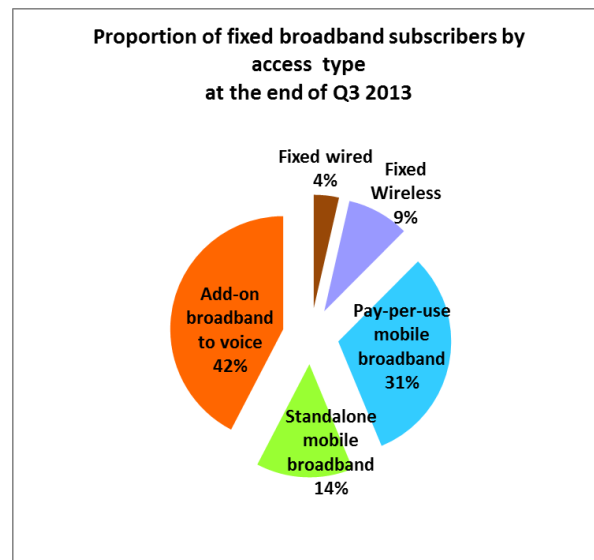 Proportion of fixed broadband subscribers by
access type
at the end of Q3 2013
Fixed wired
4%
Fixed
Wireless
9%
Pay-per-use
mobile
broadband
31%
Standalone
mobile
broadband
14%
Add-on
broadband
to voice
42%